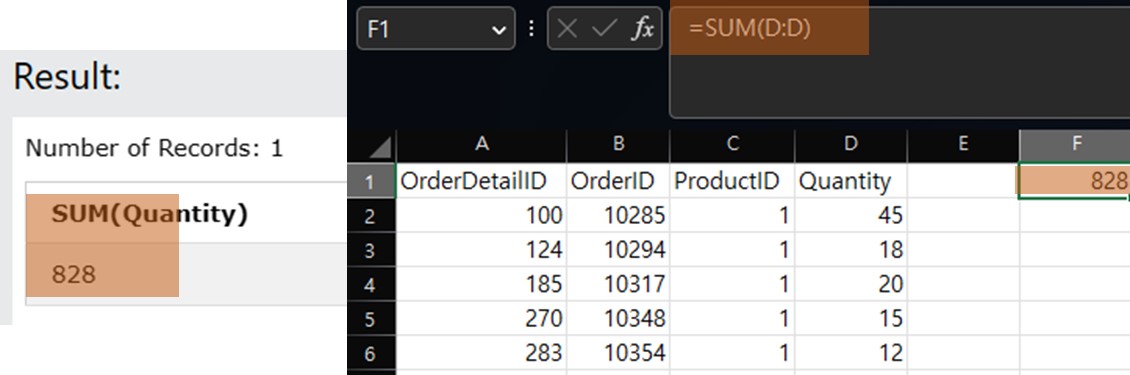 Result:
Number of Records: 1
SUM(Quantity)
828
F1 fx =SUM(D:D)
A B C D E F
1 OrderDetailID OrderID ProductID Quantity 828
2 100 10285 1 45
3 124 10294 1 18
4 185 10317 1 20
5 270 10348 1 15
6 283 10354 1 12